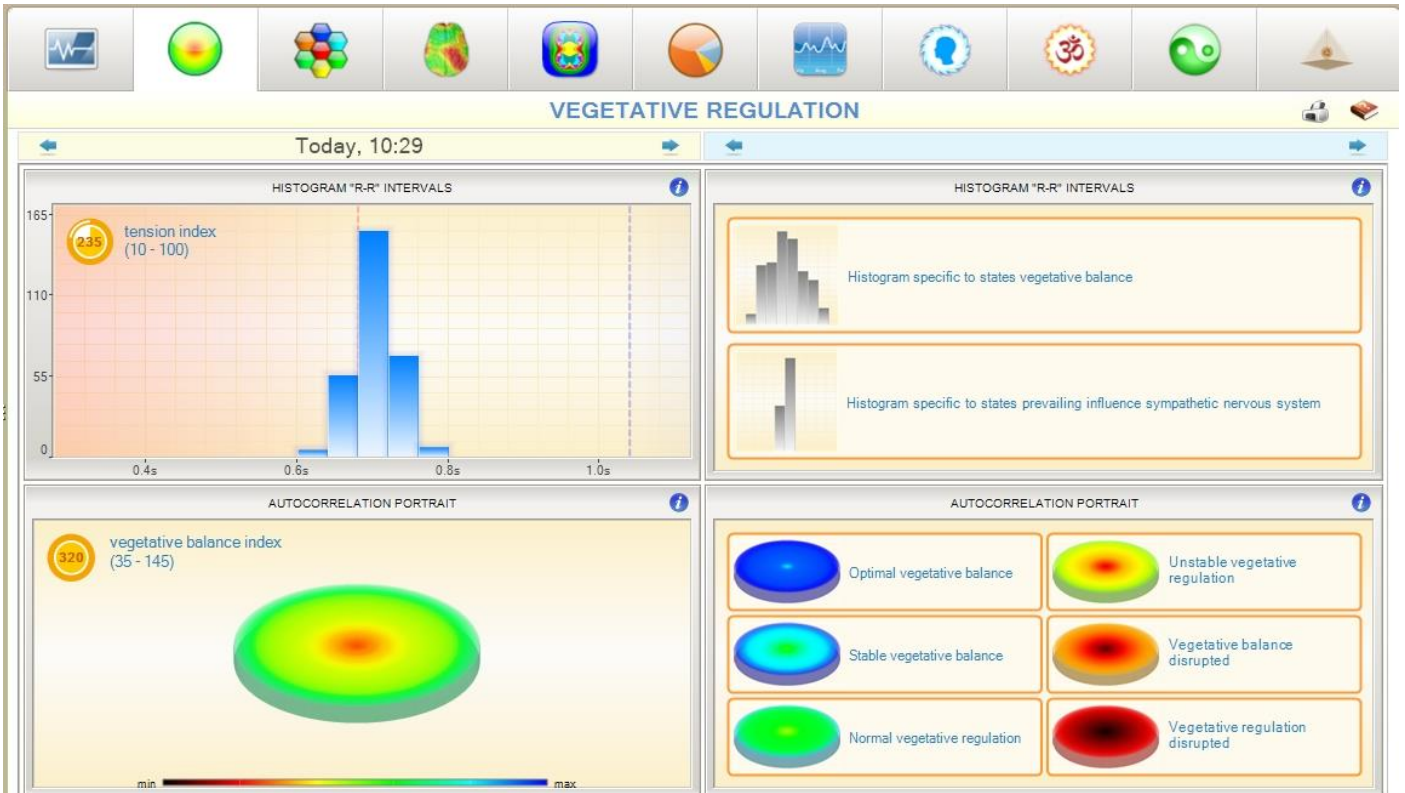 ॐ
VEGETATIVE REGULATION
Today, 10:29
HISTOGRAM "R-R" INTERVALS
165
110
55
0
235
tension index
(10 - 100)
0.4s
0.6s
0.8s
1.0s
HISTOGRAM "R-R" INTERVALS
Histogram specific to states vegetative balance
Histogram specific to states prevailing influence sympathetic nervous system
AUTOCORRELATION PORTRAIT
320
vegetative balance index
(35 - 145)
min
max
AUTOCORRELATION PORTRAIT
Optimal vegetative balance
Unstable vegetative
regulation
Stable vegetative balance
Vegetative balance
disrupted
Normal vegetative regulation
Vegetative regulation
disrupted